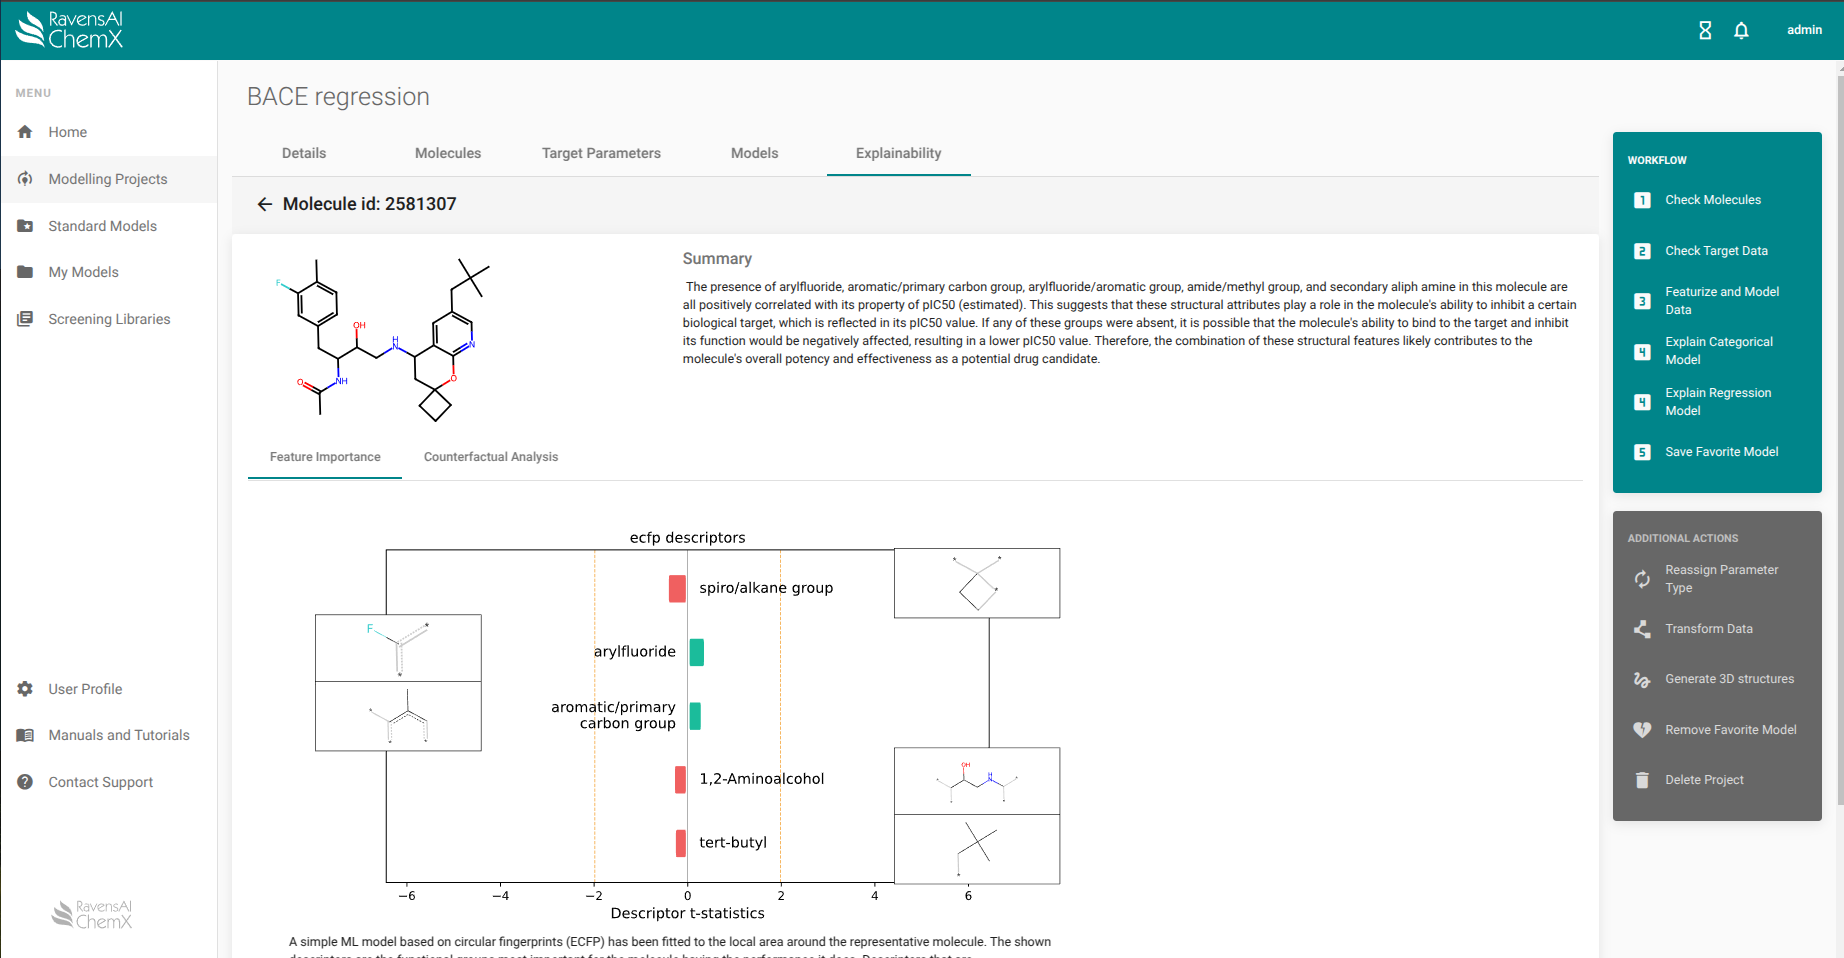 RavensAI
ChemX
admin
MENU
Home
Modelling Projects
Standard Models
My Models
Screening Libraries
User Profile
Manuals and Tutorials
Contact Support
RavensAI
ChemX
BACE regression
Details
Molecules
Target Parameters
Models
Explainability
Molecule id: 2581307
F
OH
H
N
N
O
NH
O
Summary
The presence of arylfluoride, aromatic/primary carbon group, arylfluoride/aromatic group, amide/methyl group, and secondary aliph amine in this molecule are
all positively correlated with its property of pIC50 (estimated). This suggests that these structural attributes play a role in the molecule's ability to inhibit a certain
biological target, which is reflected in its pIC50 value. If any of these groups were absent, it is possible that the molecule's ability to bind to the target and inhibit
its function would be negatively affected, resulting in a lower pIC50 value. Therefore, the combination of these structural features likely contributes to the
molecule's overall potency and effectiveness as a potential drug candidate.
Feature Importance
Counterfactual Analysis
ecfp descriptors
spiro/alkane group
F
arylfluoride
aromatic/primary
carbon group
1,2-Aminoalcohol
OH
H
N
tert-butyl
−6
−4
−2
0
2
4
6
Descriptor t-statistics
A simple ML model based on circular fingerprints (ECFP) has been fitted to the local area around the representative molecule. The shown
WORKFLOW
1
Check Molecules
2
Check Target Data
3
Featurize and Model
Data
4
Explain Categorical
Model
4
Explain Regression
Model
5
Save Favorite Model
ADDITIONAL ACTIONS
Reassign Parameter
Type
Transform Data
Generate 3D structures
Remove Favorite Model
Delete Project